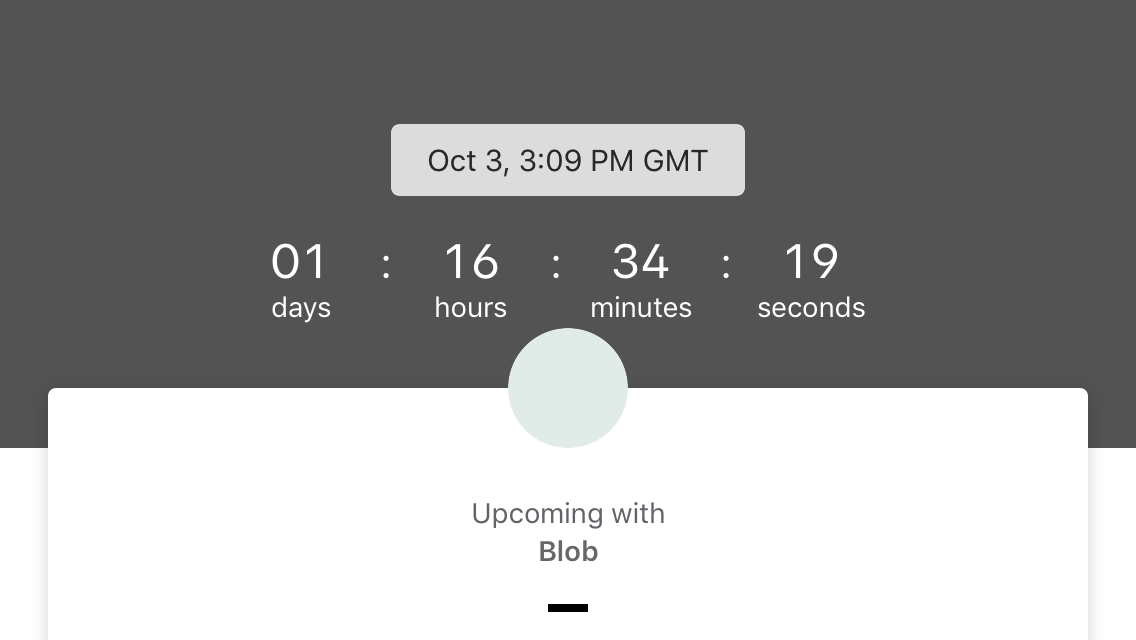 Oct 3, 3:09 PM GMT
01 : 16 : 34 : 19
days hours minutes seconds
Upcoming with
Blob